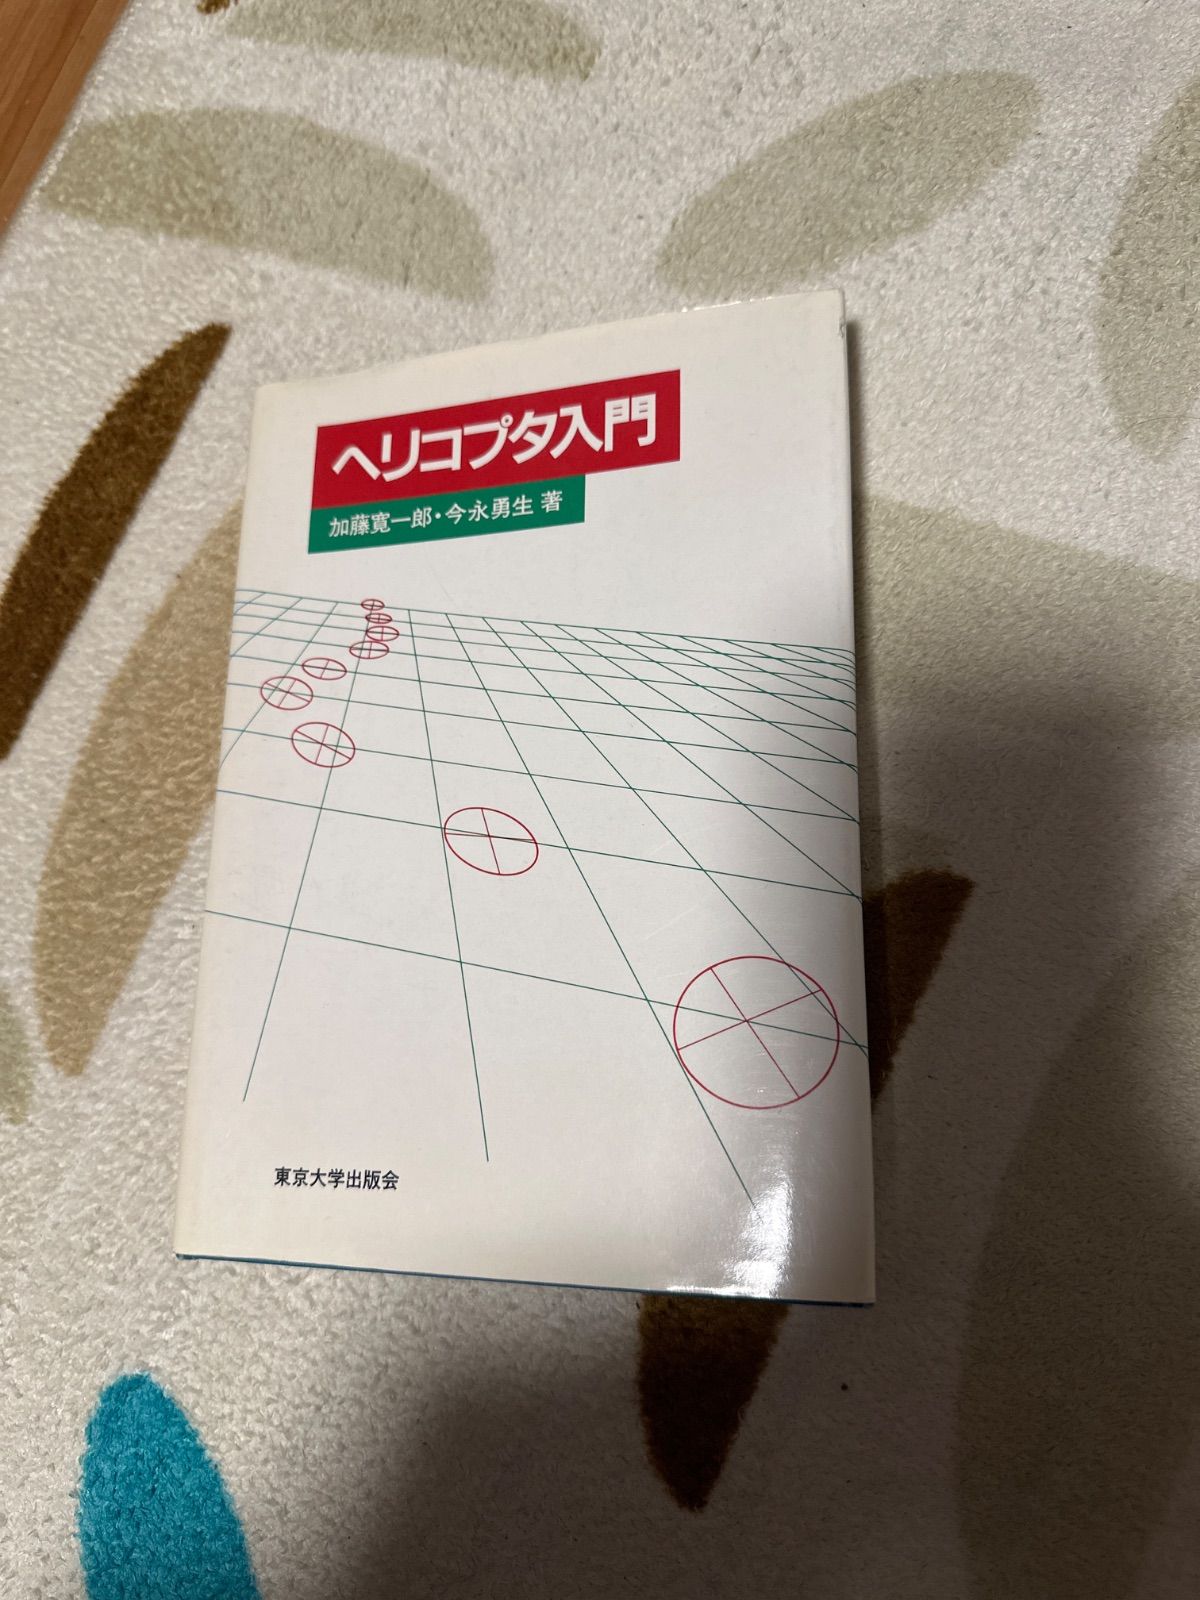 ヘリコプタ入門
加藤寛一郎・今永勇生 著
東京大学出版会